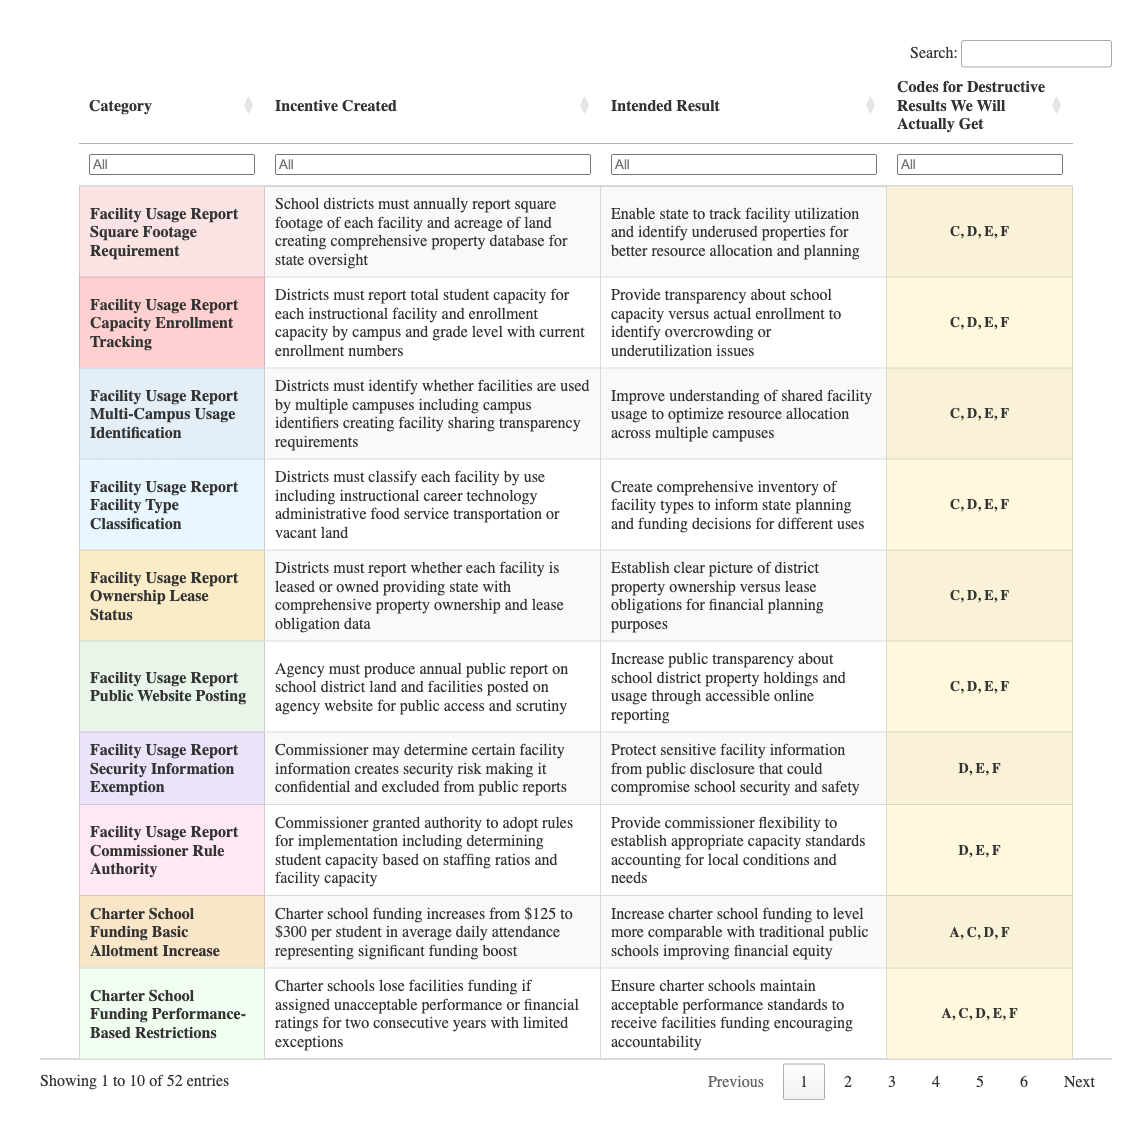 Search:
Category
Incentive Created
Intended Result
Codes for Destructive
Results We Will
Actually Get
All
All
All
All
Facility Usage Report
Square Footage
Requirement
School districts must annually report square
footage of each facility and acreage of land
creating comprehensive property database for
state oversight
Enable state to track facility utilization
and identify underused properties for
better resource allocation and planning
C, D, E, F
Facility Usage Report
Capacity Enrollment
Tracking
Districts must report total student capacity for
each instructional facility and enrollment
capacity by campus and grade level with current
enrollment numbers
Provide transparency about school
capacity versus actual enrollment to
identify overcrowding or
underutilization issues
C, D, E, F
Facility Usage Report
Multi-Campus Usage
Identification
Districts must identify whether facilities are used
by multiple campuses including campus
identifiers creating facility sharing transparency
requirements
Improve understanding of shared facility
usage to optimize resource allocation
across multiple campuses
C, D, E, F
Facility Usage Report
Facility Type
Classification
Districts must classify each facility by use
including instructional career technology
administrative food service transportation or
vacant land
Create comprehensive inventory of
facility types to inform state planning
and funding decisions for different uses
C, D, E, F
Facility Usage Report
Ownership Lease
Status
Districts must report whether each facility is
leased or owned providing state with
comprehensive property ownership and lease
obligation data
Establish clear picture of district
property ownership versus lease
obligations for financial planning
purposes
C, D, E, F
Facility Usage Report
Public Website Posting
Agency must produce annual public report on
school district land and facilities posted on
agency website for public access and scrutiny
Increase public transparency about
school district property holdings and
usage through accessible online
reporting
C, D, E, F
Facility Usage Report
Security Information
Exemption
Commissioner may determine certain facility
information creates security risk making it
confidential and excluded from public reports
Protect sensitive facility information
from public disclosure that could
compromise school security and safety
D, E, F
Facility Usage Report
Commissioner Rule
Authority
Commissioner granted authority to adopt rules
for implementation including determining
student capacity based on staffing ratios and
facility capacity
Provide commissioner flexibility to
establish appropriate capacity standards
accounting for local conditions and
needs
D, E, F
Charter School
Funding Basic
Allotment Increase
Charter school funding increases from $125 to
$300 per student in average daily attendance
representing significant funding boost
Increase charter school funding to level
more comparable with traditional public
schools improving financial equity
A, C, D, F
Charter School
Funding Performance-
Based Restrictions
Charter schools lose facilities funding if
assigned unacceptable performance or financial
ratings for two consecutive years with limited
exceptions
Ensure charter schools maintain
acceptable performance standards to
receive facilities funding encouraging
accountability
A, C, D, E, F
Showing 1 to 10 of 52 entries
Previous 1 2 3 4 5 6 Next